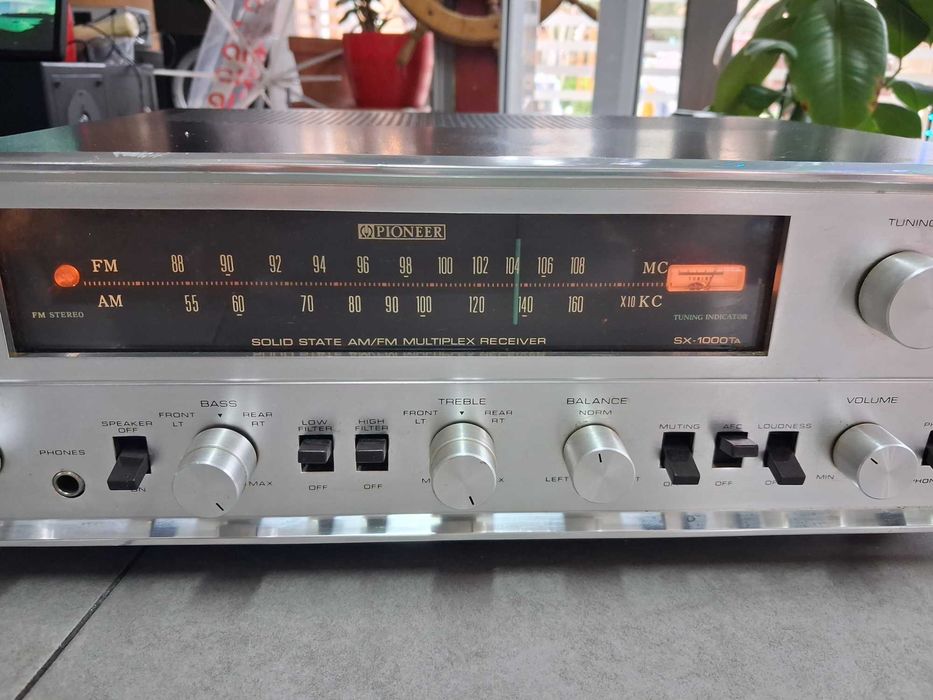 PIONEER
TUNING
FM 88 90 92 94 96 98 100 102 104 106 108 MC
AM 55 60 70 80 90 100 120 140 160 X10 KC
FM STEREO
TUNING INDICATOR
SOLID STATE AM/FM MULTIPLEX RECEIVER
SX-1000TA
BASS
TREBLE
BALANCE
VOLUME
FRONT REAR
LT RT
FRONT REAR
LT RT
NORM
SPEAKER
OFF
LOW
FILTER
HIGH
FILTER
MUTING
AFC
LOUDNESS
PHONES
ON
MAX
OFF
OFF
LEFT
OFF
MIN